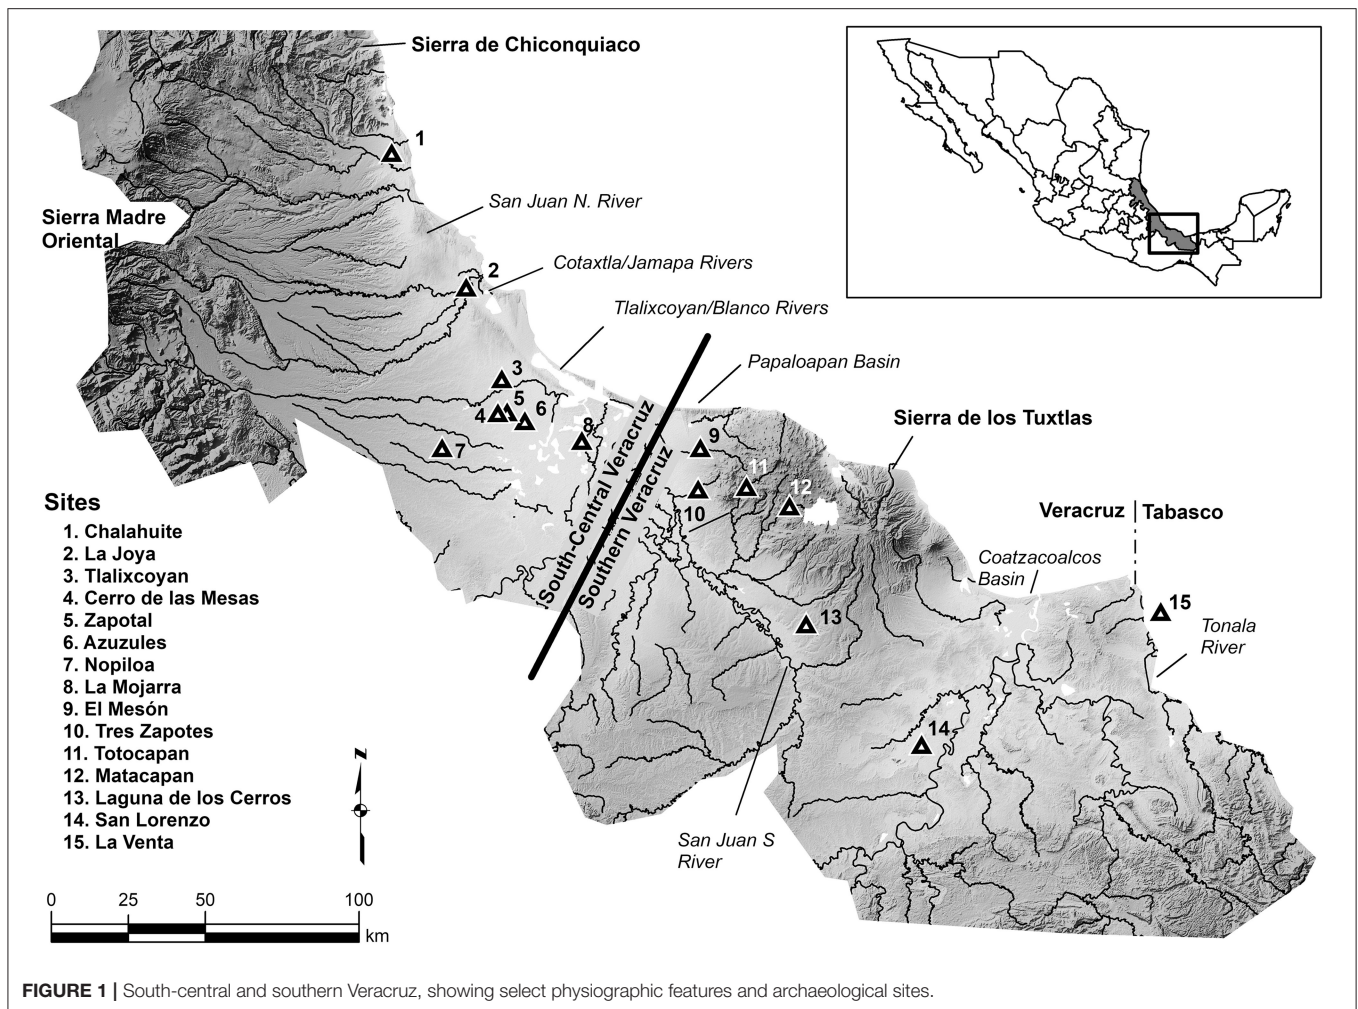 Sierra de Chiconquiaco
1
San Juan N. River
Sierra Madre
Oriental
2
Cotaxtla/Jamapa Rivers
Tlalixcoyan/Blanco Rivers
Papaloapan Basin
3
5
4
6
8
7
South-Central Veracruz
Southern Veracruz
9
Sierra de los Tuxtlas
11
12
10
Veracruz
Tabasco
Coatzacoalcos
Basin
13
15
Tonala
River
14
San Juan S
River
Sites
1. Chalahuite
2. La Joya
3. Tlalixcoyan
4. Cerro de las Mesas
5. Zapotal
6. Azuzules
7. Nopiloa
8. La Mojarra
9. El Mesón
10. Tres Zapotes
11. Totocapan
12. Matacapan
13. Laguna de los Cerros
14. San Lorenzo
15. La Venta
N
0 25 50 100
km
FIGURE 1 | South-central and southern Veracruz, showing select physiographic features and archaeological sites.